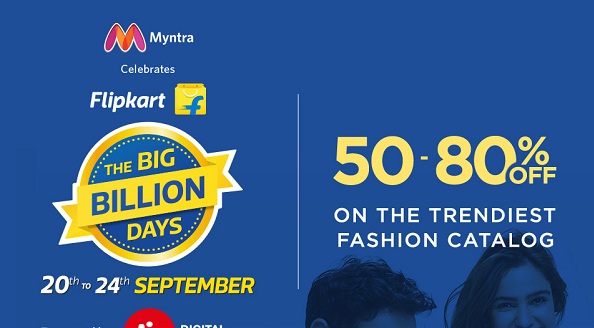 Myntra
Celebrates
Flipkart
THE BIG
BILLION
DAYS
20th TO 24th SEPTEMBER
50 - 80% OFF
ON THE TRENDIEST
FASHION CATALOG
DIGITAL